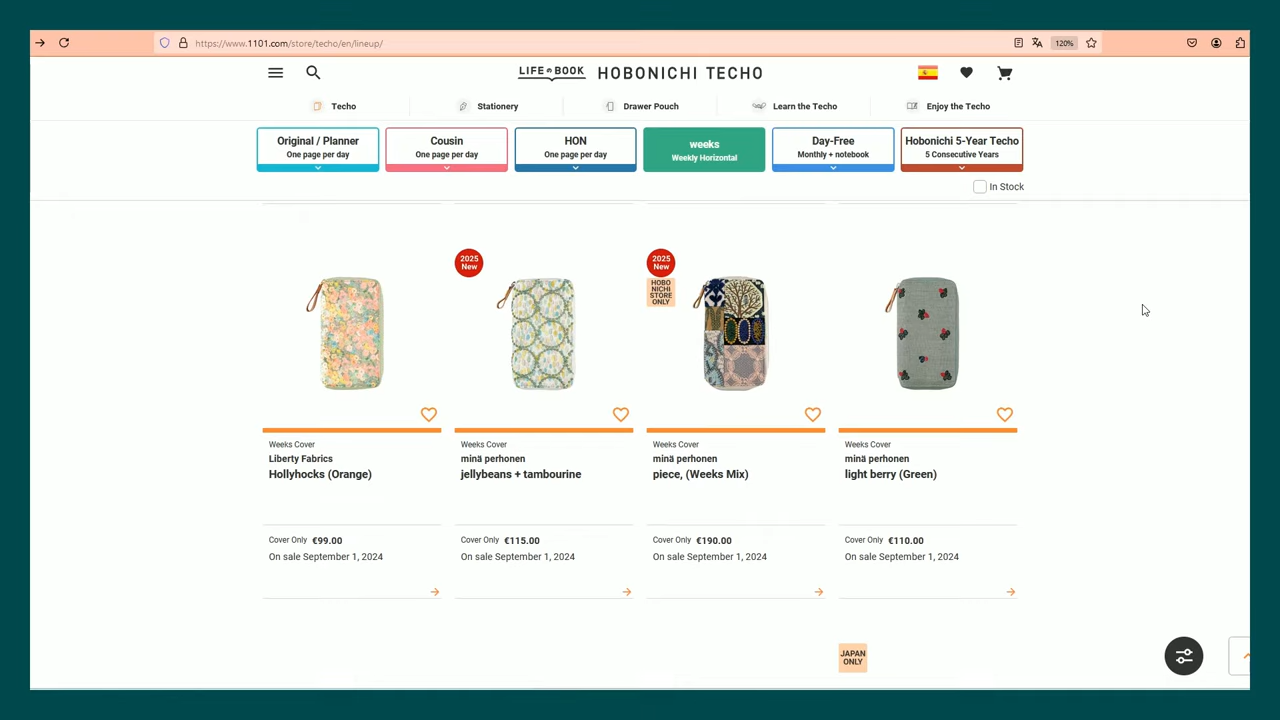 https://www.1101.com/store/techo/en/lineup/
120%
LIFE BOOK HOBONICHI TECHO
Techo
Stationery
Drawer Pouch
Learn the Techo
Enjoy the Techo
Original / Planner
One page per day
Cousin
One page per day
HON
One page per day
weeks
Weekly Horizontal
Day-Free
Monthly + notebook
Hobonichi 5-Year Techo
5 Consecutive Years
In Stock
2025
New
2025
New
HOBO
NICHI
STORE
ONLY
Weeks Cover
Liberty Fabrics
Hollyhocks (Orange)
Cover Only €99.00
On sale September 1, 2024
Weeks Cover
minä perhonen
jellybeans + tambourine
Cover Only €115.00
On sale September 1, 2024
Weeks Cover
minä perhonen
piece, (Weeks Mix)
Cover Only €190.00
On sale September 1, 2024
Weeks Cover
minä perhonen
light berry (Green)
Cover Only €110.00
On sale September 1, 2024
JAPAN
ONLY